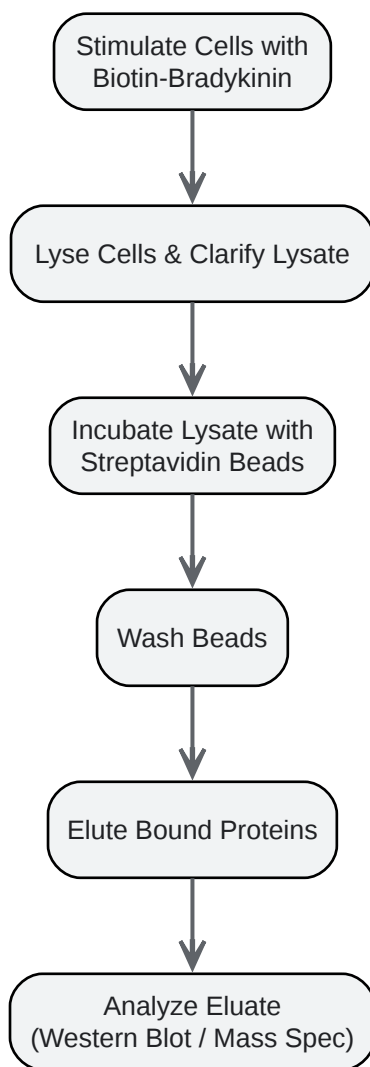 Stimulate Cells with
Biotin-Bradykinin
Lyse Cells & Clarify Lysate
Incubate Lysate with
Streptavidin Beads
Wash Beads
Elute Bound Proteins
Analyze Eluate
(Western Blot / Mass Spec)